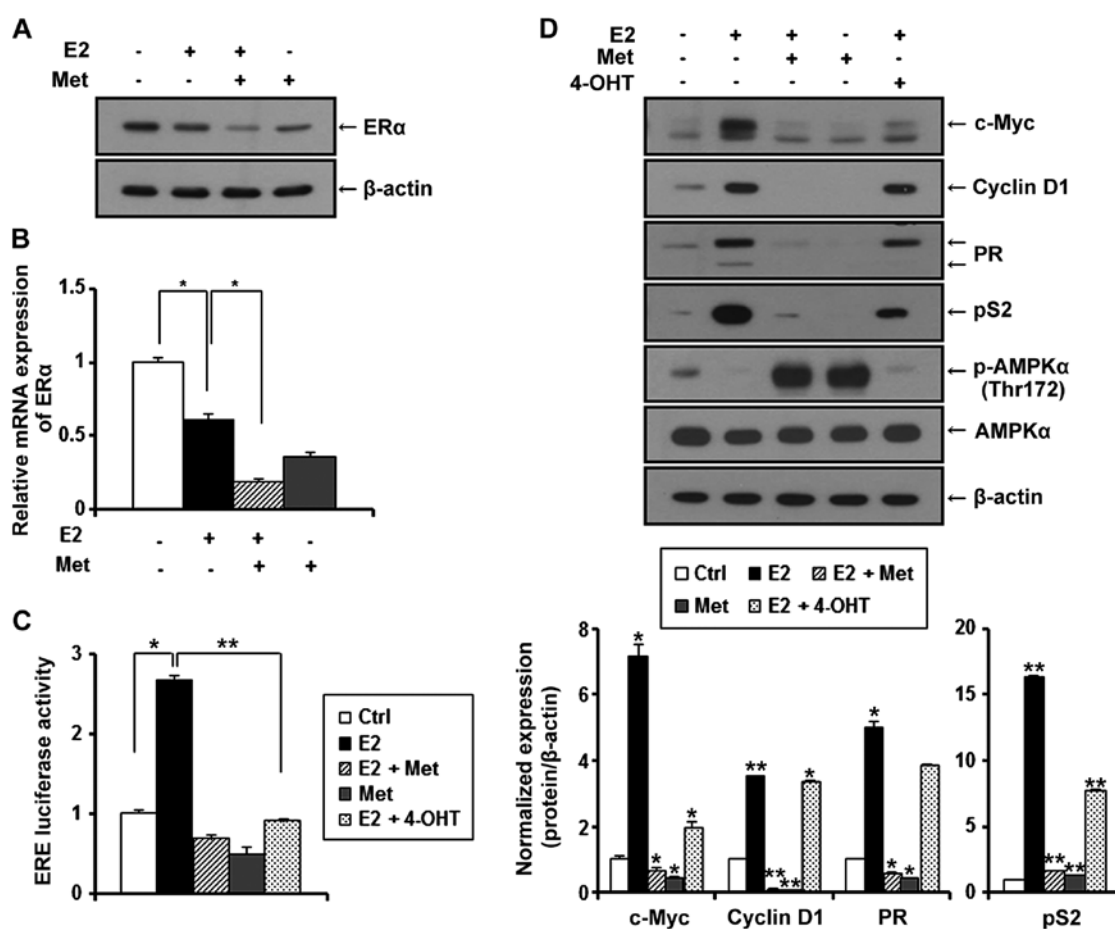 A
E2 - + + -
Met - - + +
← ERα
← β-actin
B
Relative mRNA expression
of ERα
1.5
1
0.5
0
* *
E2 - + + -
Met - - + +
C
ERE luciferase activity
3
2
1
0
* **
Ctrl
E2
E2 + Met
Met
E2 + 4-OHT
D
E2 - + + - +
Met - - + + -
4-OHT - - - - +
← c-Myc
← Cyclin D1
←
PR
←
← pS2
← p-AMPKα
(Thr172)
← AMPKα
← β-actin
Ctrl E2 E2 + Met
Met E2 + 4-OHT
Normalized expression
(protein/β-actin)
8
6
4
2
0
* * * *
** ** ** *
* * *
c-Myc Cyclin D1 PR
20
15
10
5
0
** ** ** **
pS2